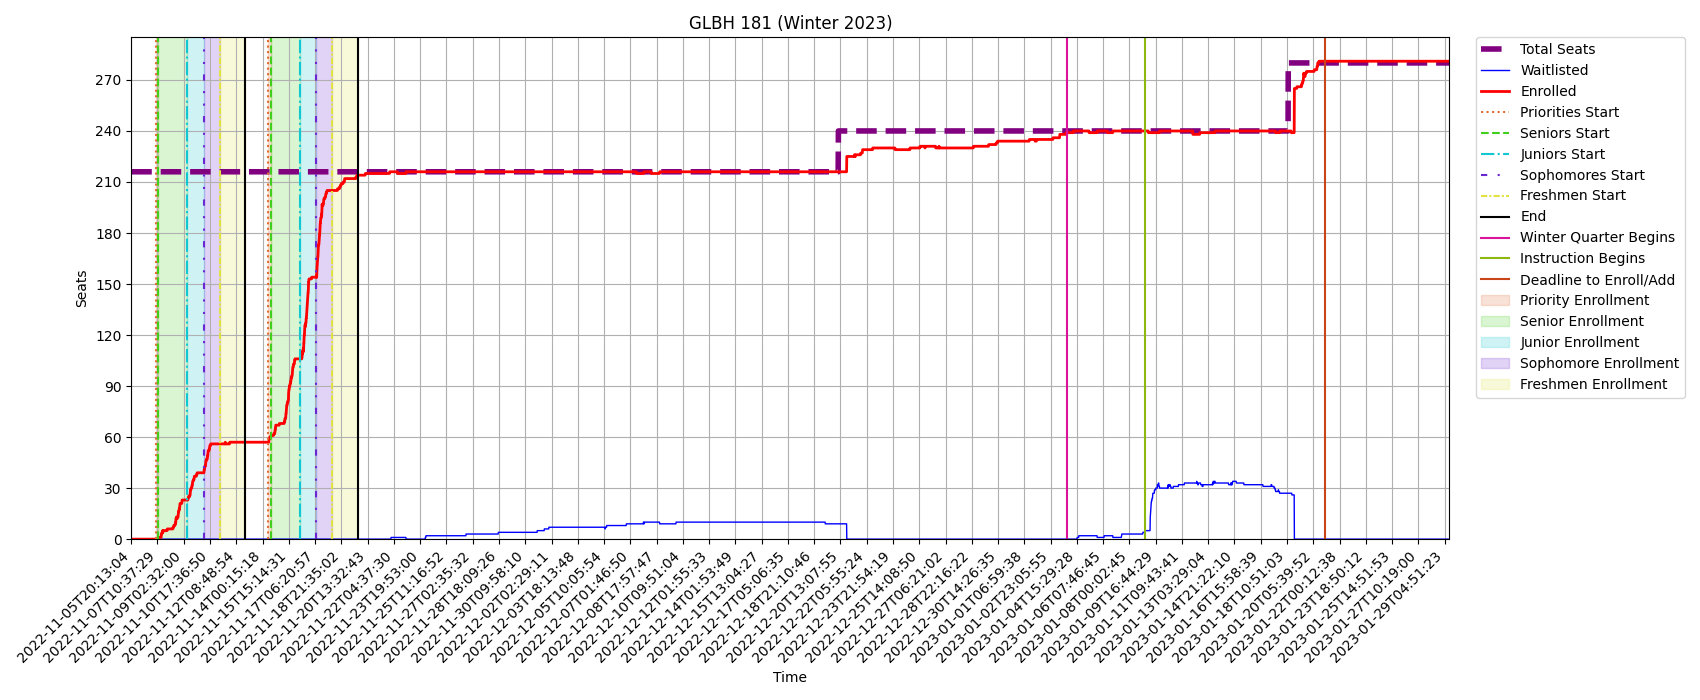 GLBH 181 (Winter 2023)
Seats
270
240
210
180
150
120
90
60
30
0
2022-11-05T20:13:04
2022-11-07T10:37:29
2022-11-09T02:32:00
2022-11-10T17:36:50
2022-11-12T08:48:54
2022-11-14T00:15:18
2022-11-15T15:14:31
2022-11-17T06:20:57
2022-11-18T21:35:02
2022-11-20T13:32:43
2022-11-22T04:37:30
2022-11-23T19:53:00
2022-11-25T11:16:52
2022-11-27T02:35:32
2022-11-28T18:09:26
2022-11-30T09:58:10
2022-12-02T02:29:11
2022-12-03T18:13:48
2022-12-05T10:05:54
2022-12-07T01:46:50
2022-12-08T17:57:47
2022-12-10T09:51:04
2022-12-12T01:55:33
2022-12-14T01:53:49
2022-12-15T13:04:27
2022-12-17T05:06:35
2022-12-18T21:10:46
2022-12-20T13:07:55
2022-12-22T05:55:24
2022-12-23T21:54:19
2022-12-25T14:08:50
2022-12-27T06:21:02
2022-12-28T22:16:22
2022-12-30T14:26:35
2023-01-01T06:59:38
2023-01-02T23:05:55
2023-01-04T15:29:28
2023-01-06T07:46:45
2023-01-08T00:02:45
2023-01-09T16:44:29
2023-01-11T09:43:41
2023-01-13T03:29:04
2023-01-14T21:22:10
2023-01-16T15:58:39
2023-01-18T10:51:03
2023-01-20T05:39:52
2023-01-22T00:12:38
2023-01-23T18:50:12
2023-01-25T14:51:53
2023-01-27T10:19:00
2023-01-29T04:51:23
Time
Total Seats
Waitlisted
Enrolled
Priorities Start
Seniors Start
Juniors Start
Sophomores Start
Freshmen Start
End
Winter Quarter Begins
Instruction Begins
Deadline to Enroll/Add
Priority Enrollment
Senior Enrollment
Junior Enrollment
Sophomore Enrollment
Freshmen Enrollment